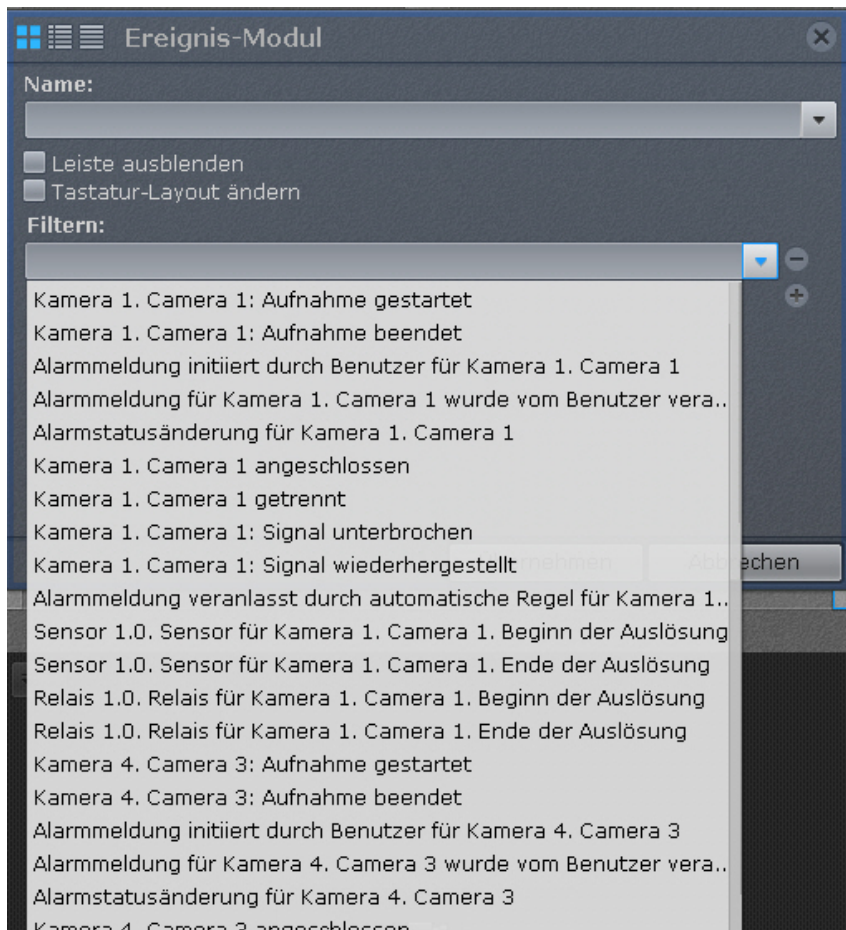 Ereignis-Modul
Name:
Leiste ausblenden
Tastatur-Layout ändern
Filtern:
Kamera 1. Camera 1: Aufnahme gestartet
Kamera 1. Camera 1: Aufnahme beendet
Alarmmeldung initiiert durch Benutzer für Kamera 1. Camera 1
Alarmmeldung für Kamera 1. Camera 1 wurde vom Benutzer vera..
Alarmstatusänderung für Kamera 1. Camera 1
Kamera 1. Camera 1 angeschlossen
Kamera 1. Camera 1 getrennt
Kamera 1. Camera 1: Signal unterbrochen
Kamera 1. Camera 1: Signal wiederhergestellt
Abbrechen
Alarmmeldung veranlasst durch automatische Regel für Kamera 1..
Sensor 1.0. Sensor für Kamera 1. Camera 1. Beginn der Auslösung
Sensor 1.0. Sensor für Kamera 1. Camera 1. Ende der Auslösung
Relais 1.0. Relais für Kamera 1. Camera 1. Beginn der Auslösung
Relais 1.0. Relais für Kamera 1. Camera 1. Ende der Auslösung
Kamera 4. Camera 3: Aufnahme gestartet
Kamera 4. Camera 3: Aufnahme beendet
Alarmmeldung initiiert durch Benutzer für Kamera 4. Camera 3
Alarmmeldung für Kamera 4. Camera 3 wurde vom Benutzer vera..
Alarmstatusänderung für Kamera 4. Camera 3
Kamera 4. Camera 3 angeschlossen